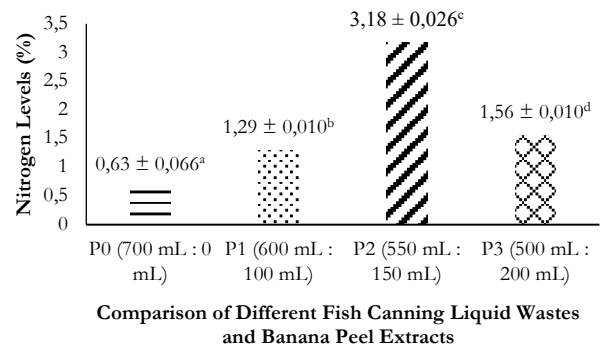 Nitrogen Levels (%)
3,5
3
2,5
2
1,5
1
0,5
0
0,63 ± 0,066ᵃ
1,29 ± 0,010ᵇ
3,18 ± 0,026ᶜ
1,56 ± 0,010ᵈ
P0 (700 mL : 0
mL)
P1 (600 mL :
100 mL)
P2 (550 mL :
150 mL)
P3 (500 mL :
200 mL)
Comparison of Different Fish Canning Liquid Wastes
and Banana Peel Extracts